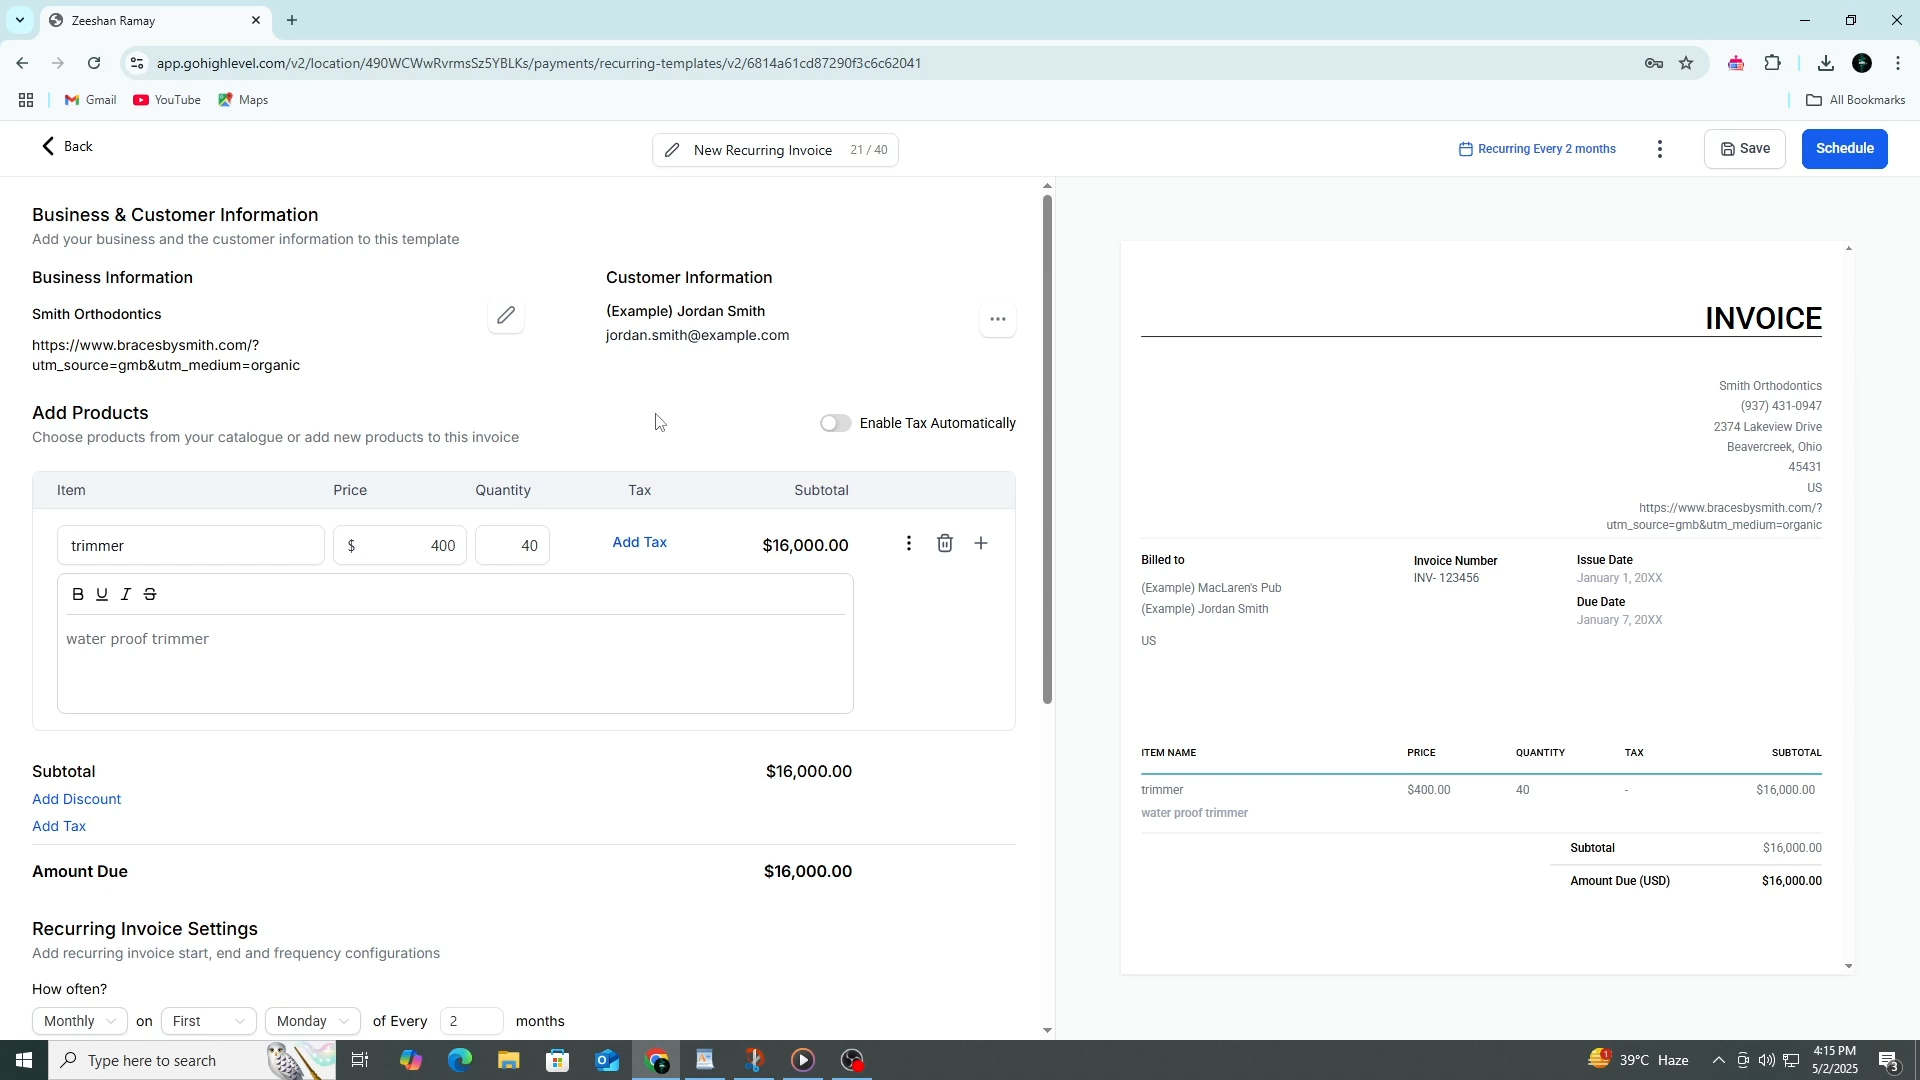 Zeeshan Ramay
app.gohighlevel.com/v2/location/490WCWwRvrmsSz5YBLKs/payments/recurring-templates/v2/6814a61cd87290f3c6c62041
Gmail
YouTube
Maps
All Bookmarks
Back
New Recurring Invoice 21 / 40
Recurring Every 2 months
Save
Schedule
Business & Customer Information
Add your business and the customer information to this template
Business Information
Smith Orthodontics
https://www.bracesbysmith.com/?
utm_source=gmb&utm_medium=organic
Customer Information
(Example) Jordan Smith
jordan.smith@example.com
Add Products
Choose products from your catalogue or add new products to this invoice
Enable Tax Automatically
Item Price Quantity Tax Subtotal
trimmer $ 400 40 Add Tax $16,000.00
B U I S
water proof trimmer
Subtotal $16,000.00
Add Discount
Add Tax
Amount Due $16,000.00
Recurring Invoice Settings
Add recurring invoice start, end and frequency configurations
How often?
Monthly on First Monday of Every 2 months
INVOICE
Smith Orthodontics
(937) 431-0947
2374 Lakeview Drive
Beavercreek, Ohio
45431
US
https://www.bracesbysmith.com/?
utm_source=gmb&utm_medium=organic
Billed to
(Example) MacLaren's Pub
(Example) Jordan Smith
US
Invoice Number
INV- 123456
Issue Date
January 1, 20XX
Due Date
January 7, 20XX
ITEM NAME PRICE QUANTITY TAX SUBTOTAL
trimmer $400.00 40 - $16,000.00
water proof trimmer
Subtotal $16,000.00
Amount Due (USD) $16,000.00
Type here to search
1
39°C Haze
4:15 PM
5/2/2025
3